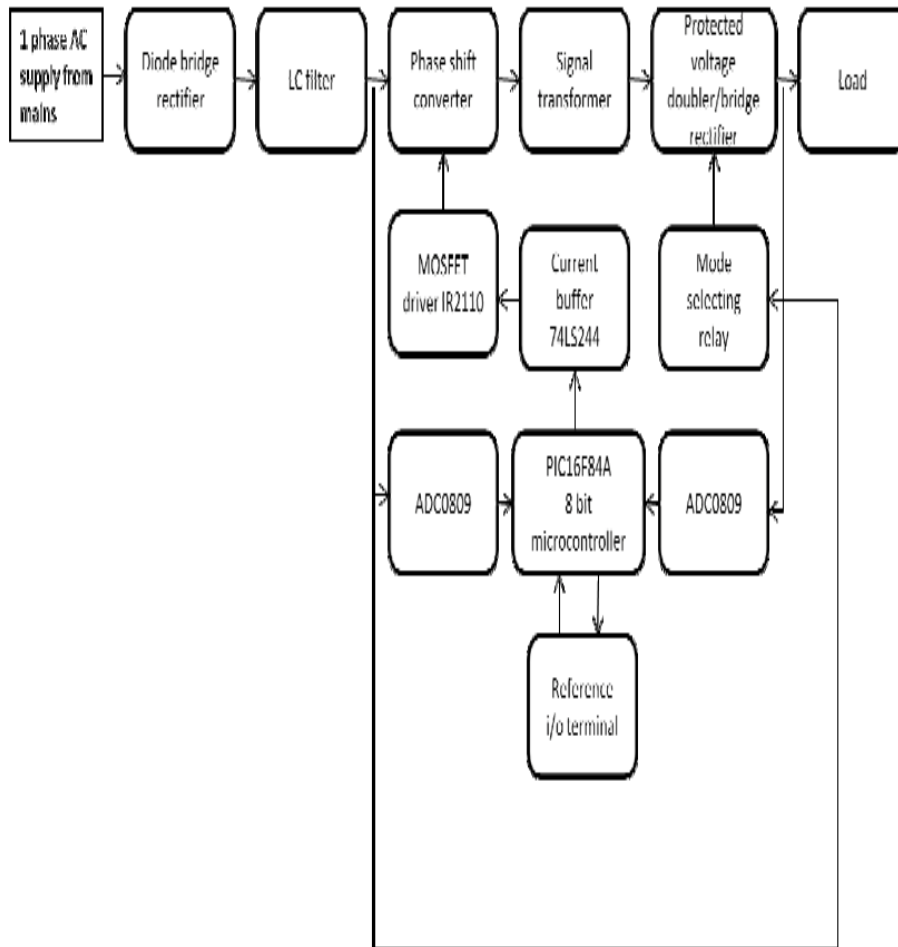 1 phase AC
supply from
mains
Diode bridge
rectifier
LC filter
Phase shift
converter
Signal
transformer
Protected
voltage
doubler/bridge
rectifier
Load
MOSFET
driver IR2110
Current
buffer
74LS244
Mode
selecting
relay
ADC0809
PIC16F84A
8 bit
microcontroller
ADC0809
Reference
i/o terminal